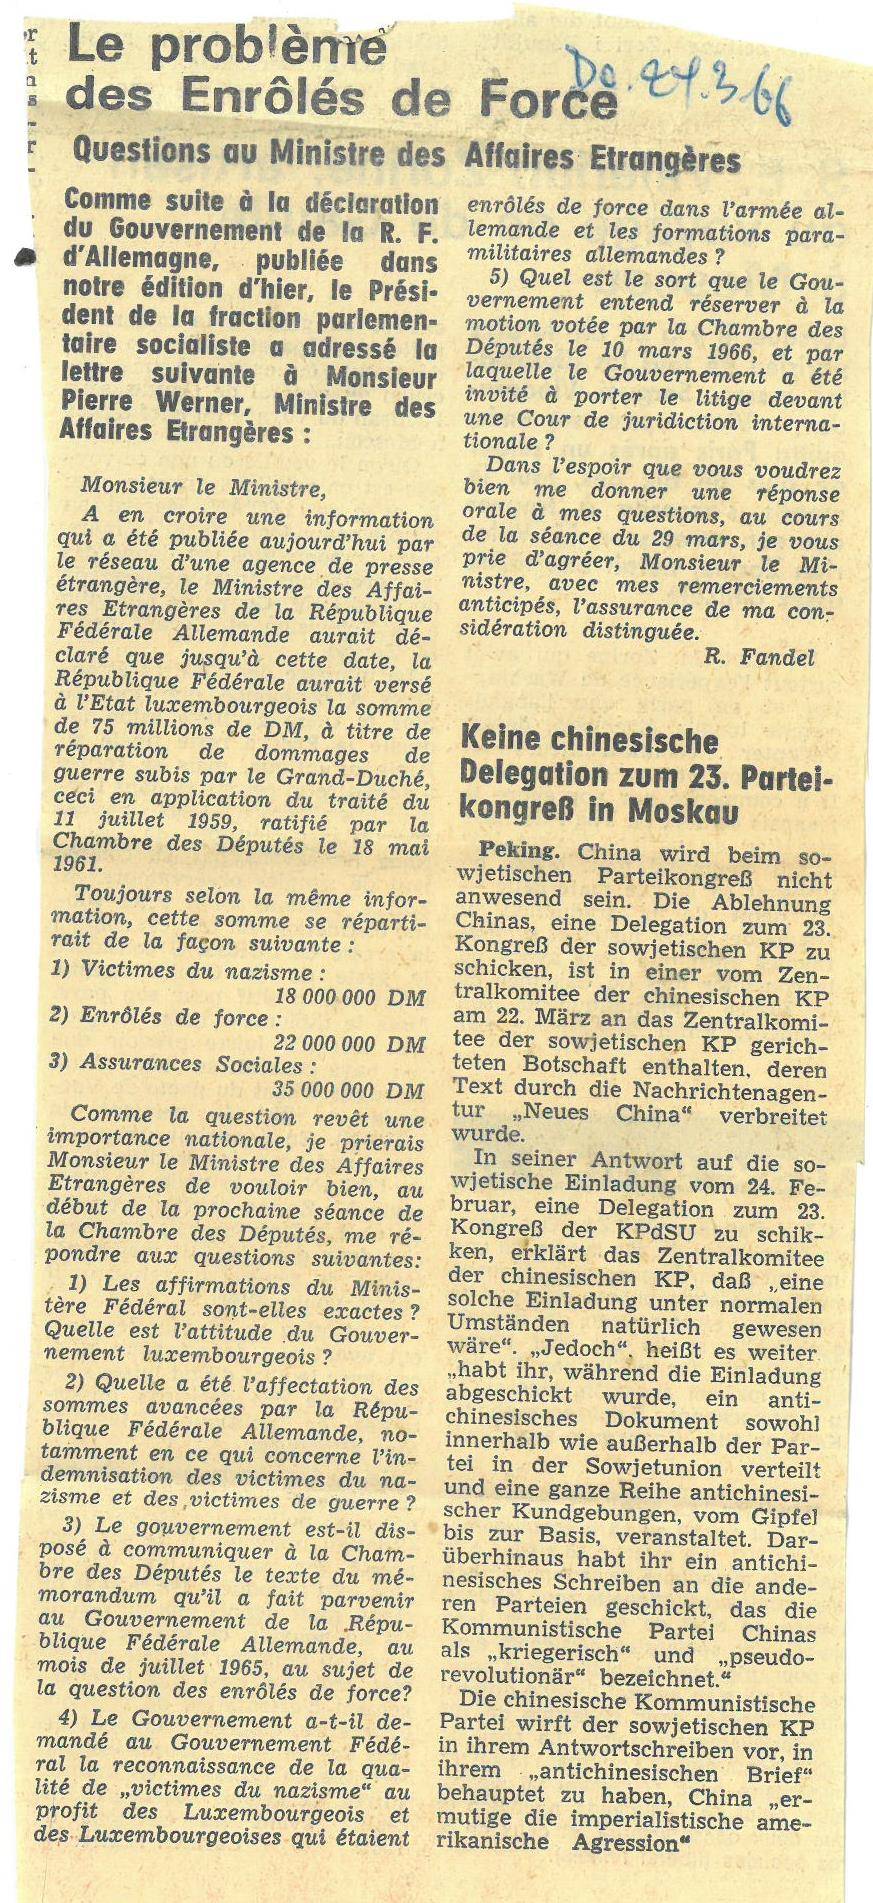 Le problème
des Enrôlés de Force
Do. 24.3.66
Questions au Ministre des Affaires Etrangères
Comme suite à la déclaration
du Gouvernement de la R. F.
d'Allemagne, publiée dans
notre édition d'hier, le Prési-
dent de la fraction parlemen-
taire socialiste a adressé la
lettre suivante à Monsieur
Pierre Werner, Ministre des
Affaires Etrangères :
Monsieur le Ministre,
A en croire une information
qui a été publiée aujourd'hui par
le réseau d'une agence de presse
étrangère, le Ministre des Affai-
res Etrangères de la République
Fédérale Allemande aurait dé-
claré que jusqu'à cette date, la
République Fédérale aurait versé
à l'Etat luxembourgeois la somme
de 75 millions de DM, à titre de
réparation de dommages de
guerre subis par le Grand-Duché,
ceci en application du traité du
11 juillet 1959, ratifié par la
Chambre des Députés le 18 mai
1961.
Toujours selon la même infor-
mation, cette somme se réparti-
rait de la façon suivante :
1) Victimes du nazisme :
18 000 000 DM
2) Enrôlés de force :
22 000 000 DM
3) Assurances Sociales :
35 000 000 DM
Comme la question revêt une
importance nationale, je prierais
Monsieur le Ministre des Affaires
Etrangères de vouloir bien, au
début de la prochaine séance de
la Chambre des Députés, me ré-
pondre aux questions suivantes:
1) Les affirmations du Minis-
tère Fédéral sont-elles exactes ?
Quelle est l'attitude du Gouver-
nement luxembourgeois ?
2) Quelle a été l'affectation des
sommes avancées par la Répu-
blique Fédérale Allemande, no-
tamment en ce qui concerne l'in-
demnisation des victimes du na-
zisme et des victimes de guerre ?
3) Le gouvernement est-il dis-
posé à communiquer à la Cham-
bre des Députés le texte du mé-
morandum qu'il a fait parvenir
au Gouvernement de la Répu-
blique Fédérale Allemande, au
mois de juillet 1965, au sujet de
la question des enrôlés de force?
4) Le Gouvernement a-t-il de-
mandé au Gouvernement Fédé-
ral la reconnaissance de la qua-
lité de „victimes du nazisme" au
profit des Luxembourgeois et
des Luxembourgeoises qui étaient
enrôlés de force dans l'armée al-
lemande et les formations para-
militaires allemandes ?
5) Quel est le sort que le Gou-
vernement entend réserver à la
motion votée par la Chambre des
Députés le 10 mars 1966, et par
laquelle le Gouvernement a été
invité à porter le litige devant
une Cour de juridiction interna-
tionale ?
Dans l'espoir que vous voudrez
bien me donner une réponse
orale à mes questions, au cours
de la séance du 29 mars, je vous
prie d'agréer, Monsieur le Mi-
nistre, avec mes remerciements
anticipés, l'assurance de ma con-
sidération distinguée.
R. Fandel
Keine chinesische
Delegation zum 23. Partei-
kongreß in Moskau
Peking. China wird beim so-
wjetischen Parteikongreß nicht
anwesend sein. Die Ablehnung
Chinas, eine Delegation zum 23.
Kongreß der sowjetischen KP zu
schicken, ist in einer vom Zen-
tralkomitee der chinesischen KP
am 22. März an das Zentralkomi-
tee der sowjetischen KP gerich-
teten Botschaft enthalten, deren
Text durch die Nachrichtenagen-
tur „Neues China" verbreitet
wurde.
In seiner Antwort auf die so-
wjetische Einladung vom 24. Fe-
bruar, eine Delegation zum 23.
Kongreß der KPdSU zu schik-
ken, erklärt das Zentralkomitee
der chinesischen KP, daß „eine
solche Einladung unter normalen
Umständen natürlich gewesen
wäre". „Jedoch", heißt es weiter
„habt ihr, während die Einladung
abgeschickt wurde, ein anti-
chinesisches Dokument sowohl
innerhalb wie außerhalb der Par-
tei in der Sowjetunion verteilt
und eine ganze Reihe antichinesi-
scher Kundgebungen, vom Gipfel
bis zur Basis, veranstaltet. Dar-
überhinaus habt ihr ein antichi-
nesisches Schreiben an die ande-
ren Parteien geschickt, das die
Kommunistische Partei Chinas
als „kriegerisch" und „pseudo-
revolutionär" bezeichnet."
Die chinesische Kommunistische
Partei wirft der sowjetischen KP
in ihrem Antwortschreiben vor, in
ihrem „antichinesischen Brief"
behauptet zu haben, China „er-
mutige die imperialistische ame-
rikanische Agression"